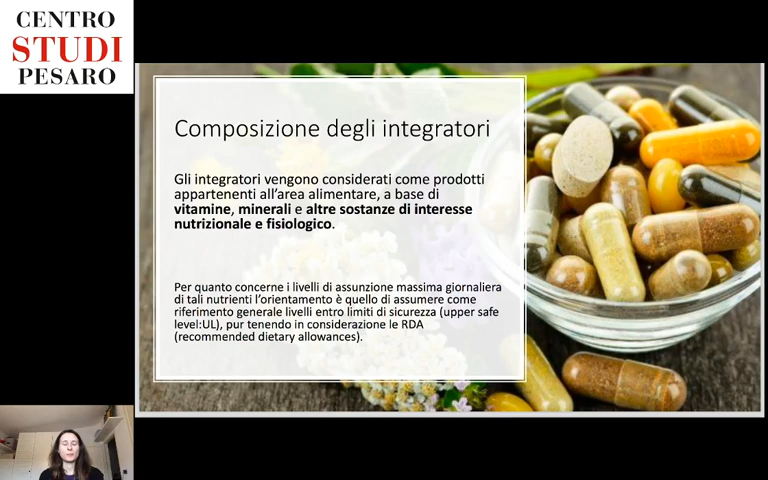 CENTRO
STUDI
PESARO
Composizione degli integratori
Gli integratori vengono considerati come prodotti
appartenenti all’area alimentare, a base di
vitamine, minerali e altre sostanze di interesse
nutrizionale e fisiologico.
Per quanto concerne i livelli di assunzione massima giornaliera
di tali nutrienti l’orientamento è quello di assumere come
riferimento generale livelli entro limiti di sicurezza (upper safe
level:UL), pur tenendo in considerazione le RDA
(recommended dietary allowances).